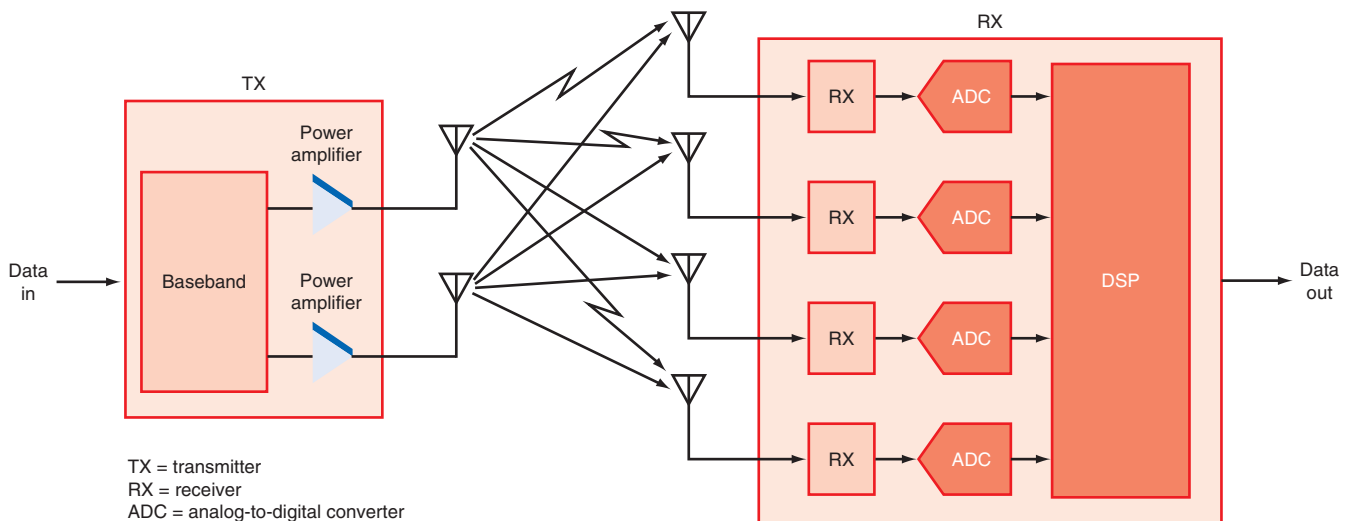 TX
RX
Power
amplifier
Baseband
Power
amplifier
Data
in
RX
ADC
RX
ADC
RX
ADC
RX
ADC
DSP
Data
out
TX = transmitter
RX = receiver
ADC = analog-to-digital converter